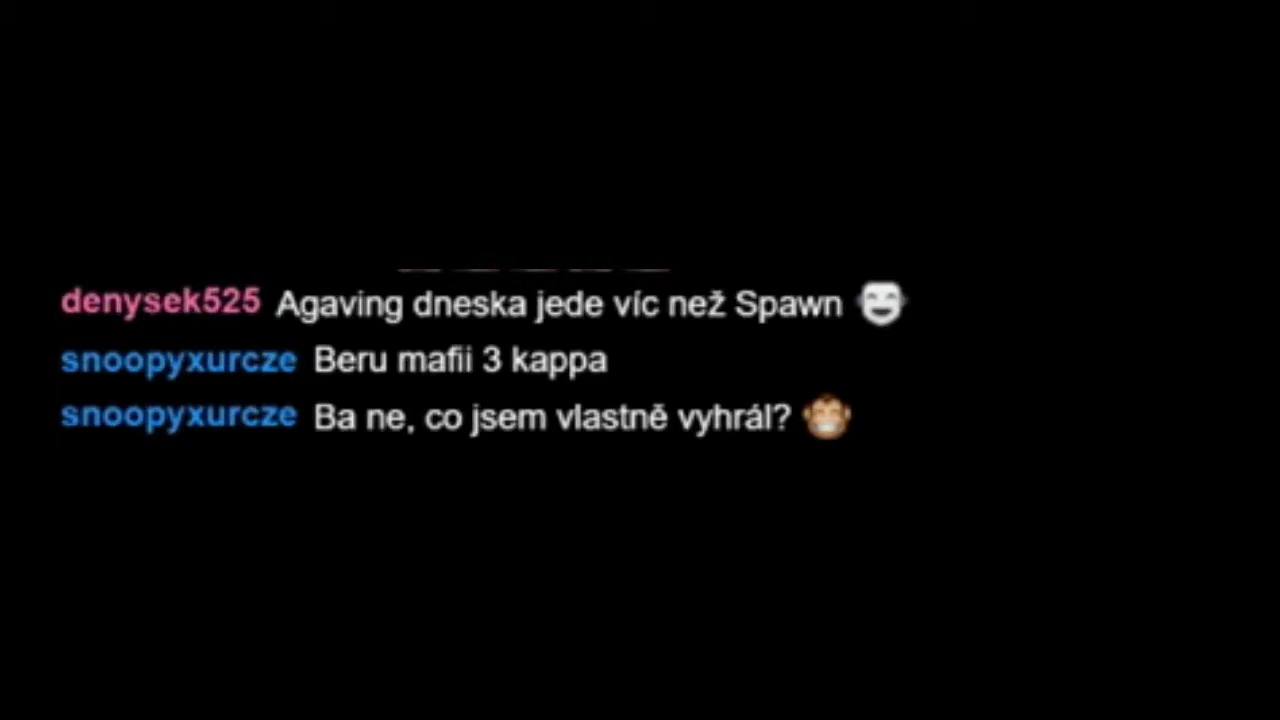 denysek525 Agaving dneska jede víc než Spawn
snoopyxurcze Beru mafii 3 kappa
snoopyxurcze Ba ne, co jsem vlastně vyhrál?